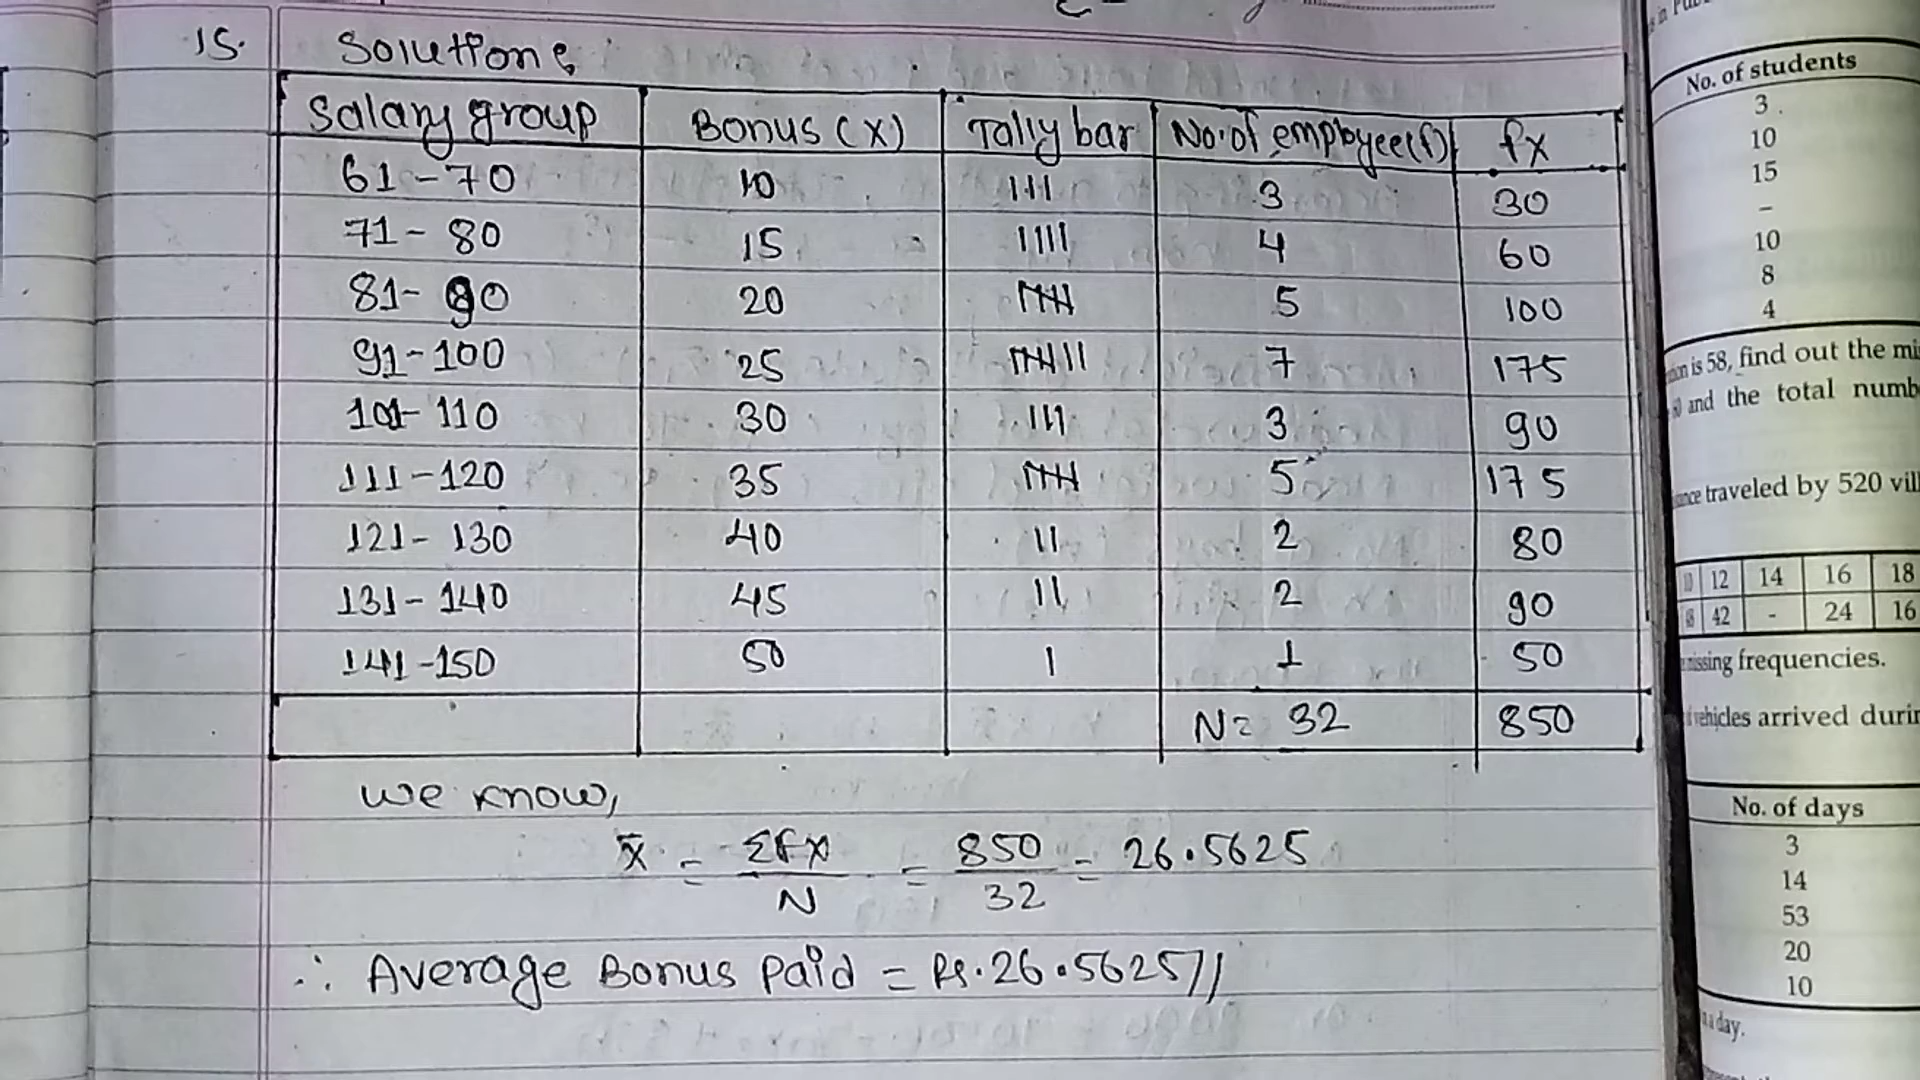 15. Solution:
Salary group Bonus (X) Tally bar No. of employee(f) fx
61-70 10 |||  3 30
71-80 15 |||| 4 60
81-90 20 5 100
91-100 25 7 175
101-110 30 ||| 3 90
111-120 35 5 175
121-130 40 || 2 80
131-140 45 || 2 90
141-150 50 | 1 50
N= 32 850
we know,
x̄ = Σfx/N = 850/32 = 26.5625
∴ Average Bonus Paid = Rs.26.5625//
No. of students
3
10
15
-
10
8
4
is 58, find out the
and the total
traveled by 520
12 14 16 18
42 - 24 16
missing frequencies.
vehicles arrived
No. of days
3
14
53
20
10
a day.